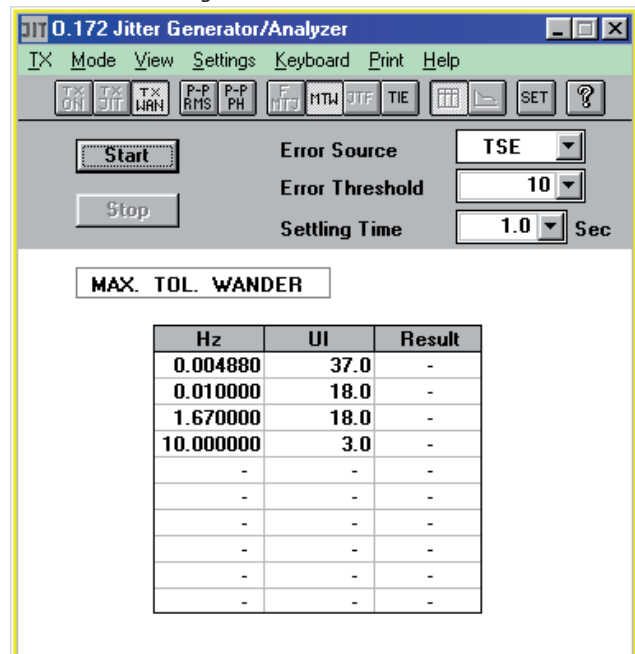 JIT 0.172 Jitter Generator/Analyzer
TX Mode View Settings Keyboard Print Help
TX ON TX JIT TX WAN P-P RMS P-P PH F MTJ MTW JTF TIE SET ?
Start Error Source TSE
Error Threshold 10
Stop
Settling Time 1.0 Sec
MAX. TOL. WANDER
Hz UI Result
0.004880 37.0 -
0.010000 18.0 -
1.670000 18.0 -
10.000000 3.0 -
- - -
- - -
- - -
- - -
- - -
- - -